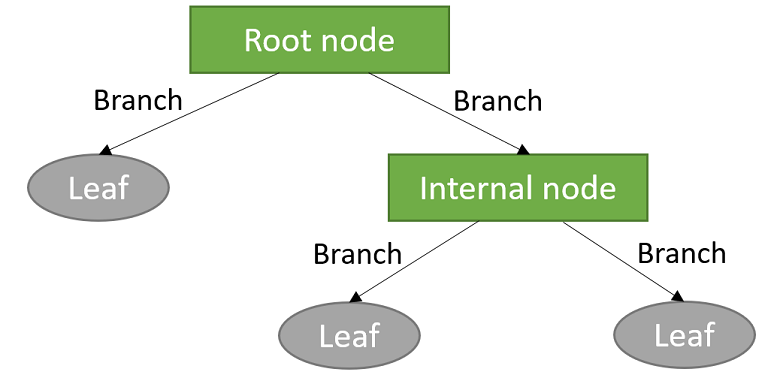 Root node
Branch
Branch
Leaf
Internal node
Branch
Branch
Leaf
Leaf